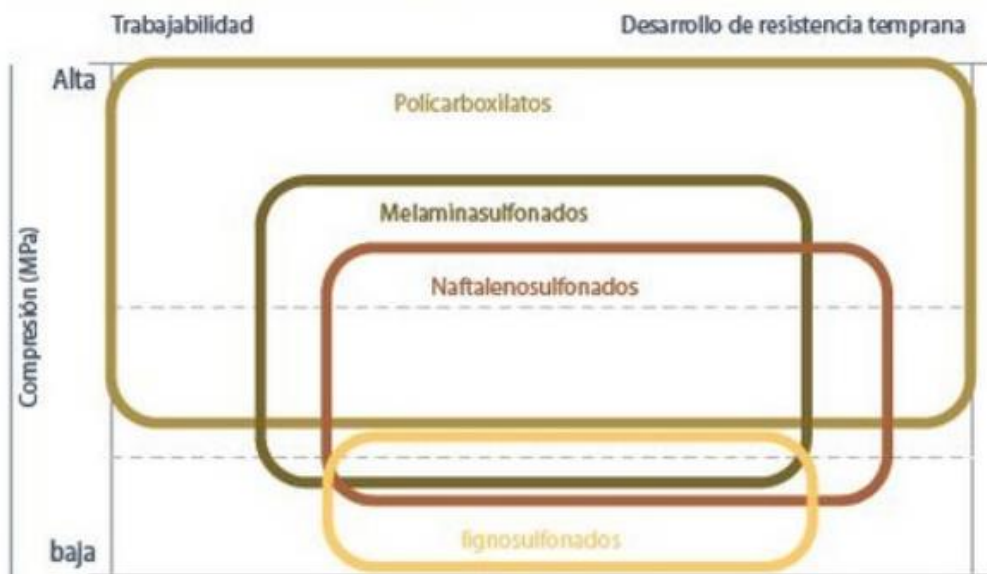 Trabajabilidad
Desarrollo de resistencia temprana
Alta
Policarboxilatos
Melaminasulfonados
Naftalenosulfonados
Compresión (MPa)
lignosulfonados
baja